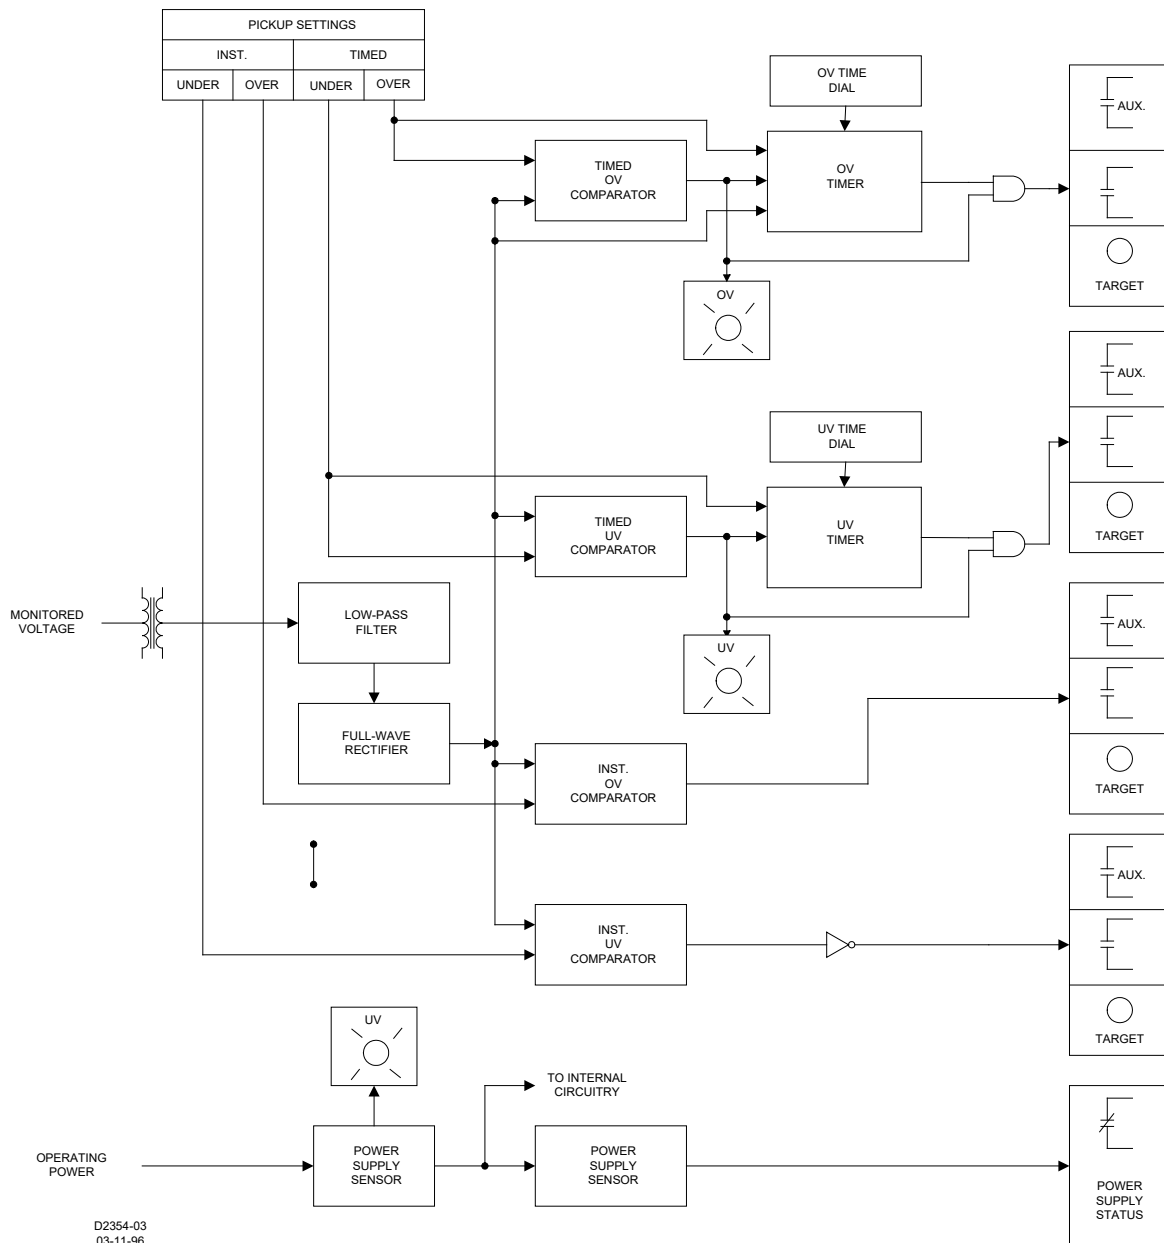 PICKUP SETTINGS
INST. TIMED
UNDER OVER UNDER OVER
OV TIME
DIAL
AUX.
TIMED
OV
COMPARATOR
OV
TIMER
TARGET
OV
AUX.
UV TIME
DIAL
TIMED
UV
COMPARATOR
UV
TIMER
TARGET
MONITORED
VOLTAGE
LOW-PASS
FILTER
AUX.
UV
FULL-WAVE
RECTIFIER
INST.
OV
COMPARATOR
TARGET
AUX.
INST.
UV
COMPARATOR
TARGET
UV
TO INTERNAL
CIRCUITRY
OPERATING
POWER
POWER
SUPPLY
SENSOR
POWER
SUPPLY
SENSOR
POWER
SUPPLY
STATUS
D2354-03
03-11-96